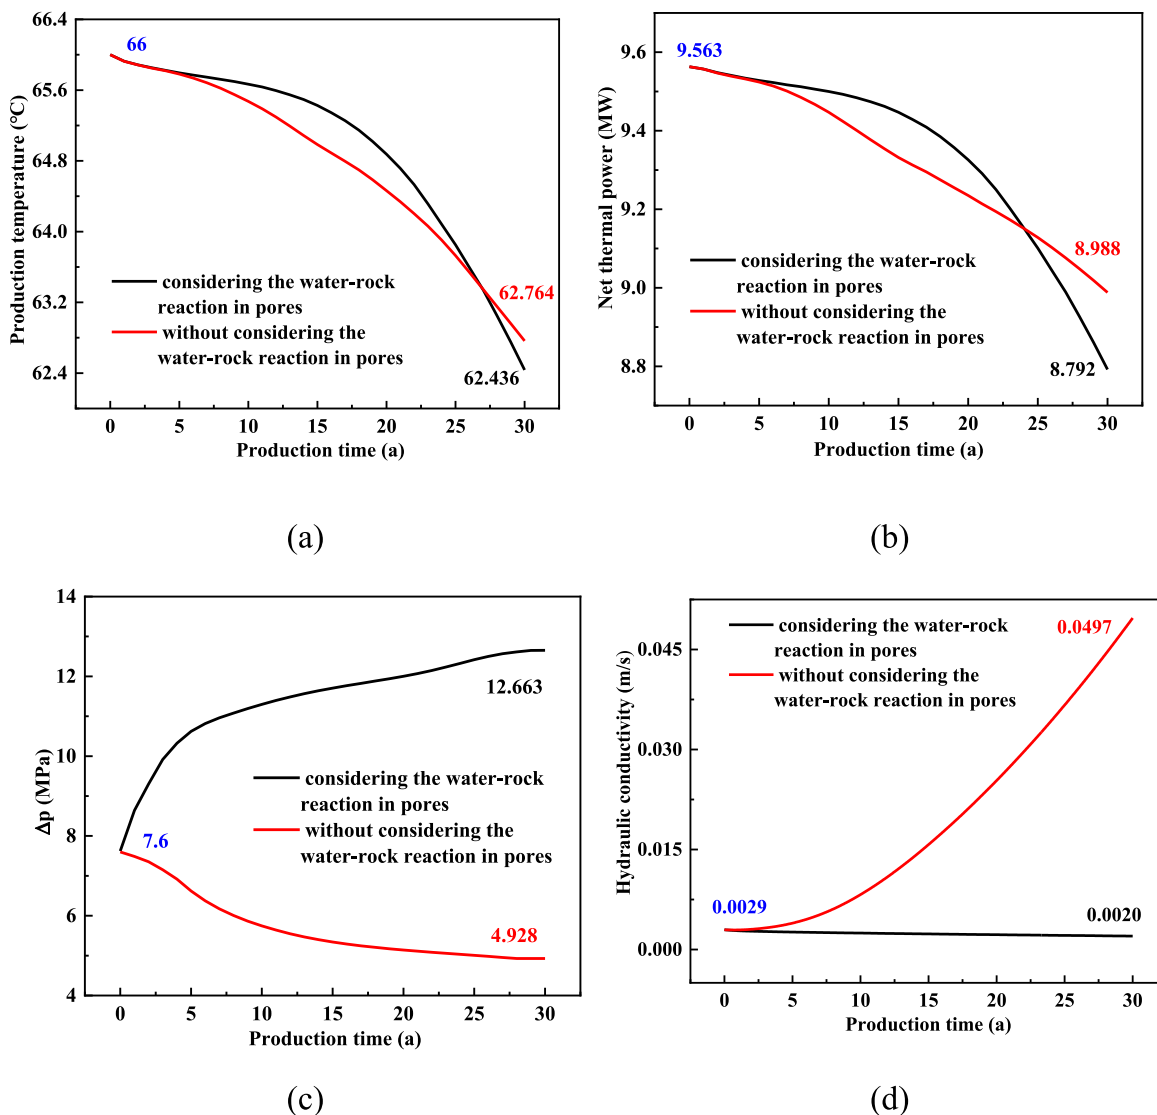 66.4
65.6
64.8
64.0
63.2
62.4
Production temperature (°C)
66
considering the water-rock
reaction in pores
without considering the
water-rock reaction in pores
62.764
62.436
0 5 10 15 20 25 30
Production time (a)
(a)
9.6
9.4
9.2
9.0
8.8
Net thermal power (MW)
9.563
considering the water-rock
reaction in pores
without considering the
water-rock reaction in pores
8.988
8.792
0 5 10 15 20 25 30
Production time (a)
(b)
14
12
10
8
6
4
Δp (MPa)
12.663
considering the water-rock
reaction in pores
without considering the
water-rock reaction in pores
7.6
4.928
0 5 10 15 20 25 30
Production time (a)
(c)
0.045
0.030
0.015
0.000
Hydraulic conductivity (m/s)
considering the water-rock
reaction in pores
without considering the
water-rock reaction in pores
0.0497
0.0029
0.0020
0 5 10 15 20 25 30
Production time (a)
(d)